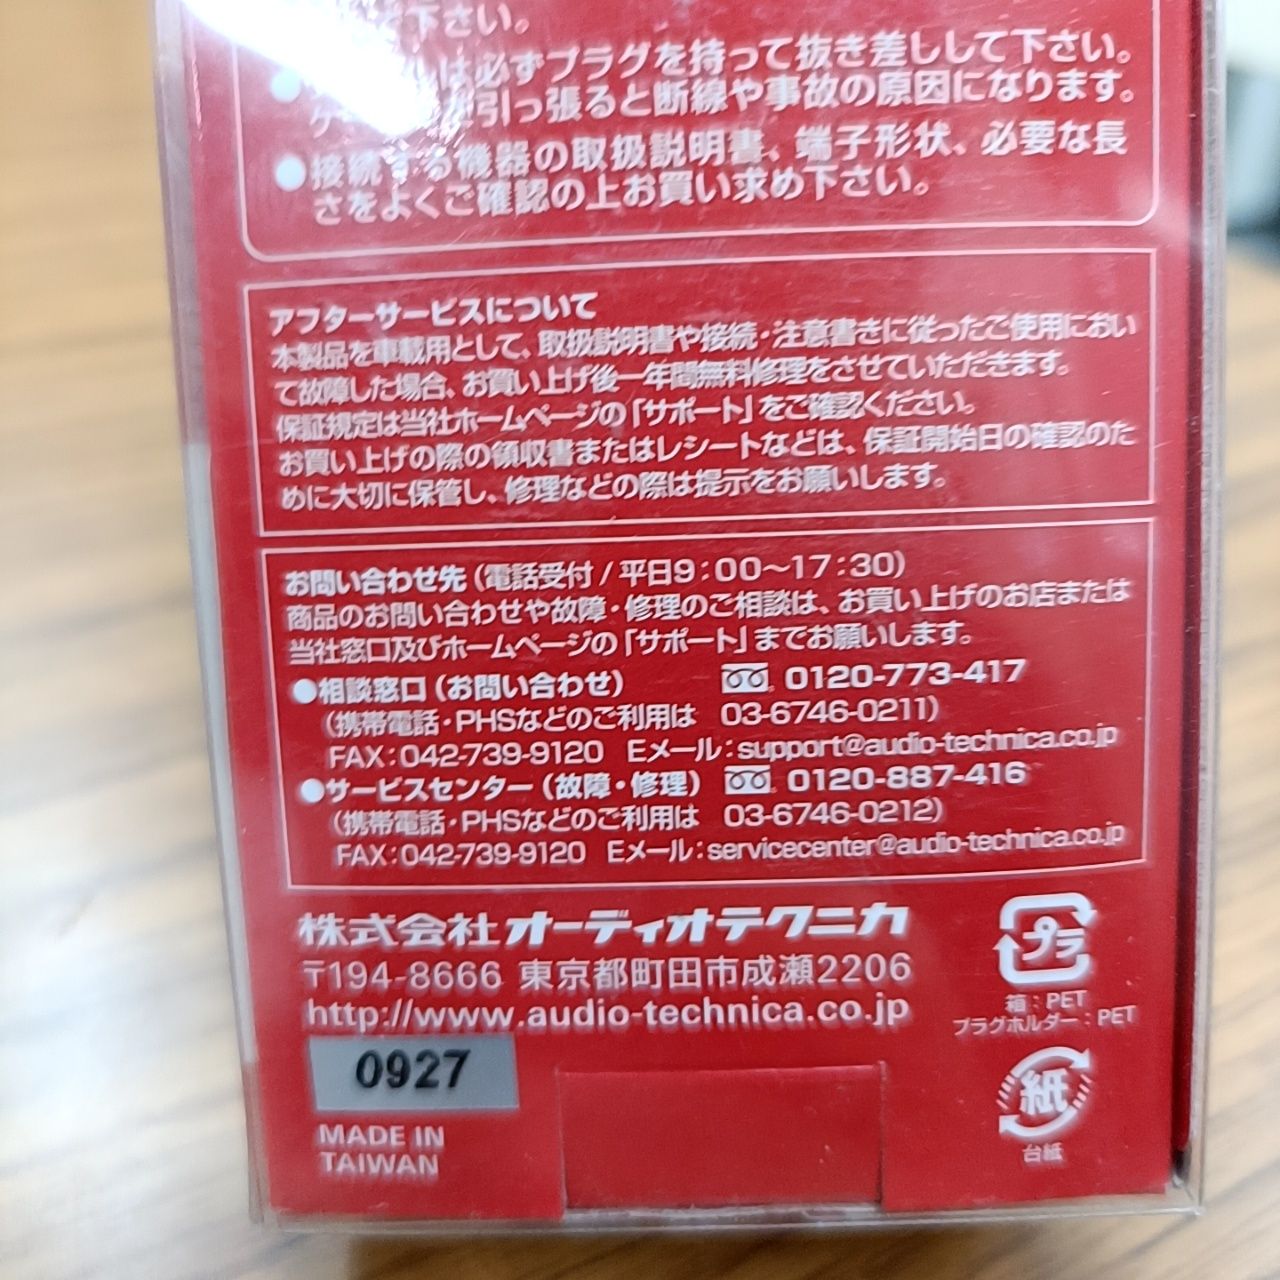 下さい。
は必ずプラグを持って抜き差しして下さい。
引っ張ると断線や事故の原因になります。
●接続する機器の取扱説明書、端子形状、必要な長
さをよくご確認の上お買い求め下さい。
アフターサービスについて
本製品を車載用として、取扱説明書や接続・注意書きに従ったご使用におい
て故障した場合、お買い上げ後一年間無料修理をさせていただきます。
保証規定は当社ホームページの「サポート」をご確認ください。
お買い上げの際の領収書またはレシートなどは、保証開始日の確認のた
めに大切に保管し、修理などの際は提示をお願いします。
お問い合わせ先（電話受付 / 平日9：00～17：30）
商品のお問い合わせや故障・修理のご相談は、お買い上げのお店または
当社窓口及びホームページの「サポート」までお願いします。
●相談窓口（お問い合わせ） 0120-773-417
（携帯電話・PHSなどのご利用は 03-6746-0211）
FAX：042-739-9120 Eメール：support@audio-technica.co.jp
●サービスセンター（故障・修理） 0120-887-416
（携帯電話・PHSなどのご利用は 03-6746-0212）
FAX：042-739-9120 Eメール：servicecenter@audio-technica.co.jp
株式会社オーディオテクニカ
〒194-8666 東京都町田市成瀬2206
http://www.audio-technica.co.jp
0927
MADE IN
TAIWAN
プラ
箱：PET
プラグホルダー：PET
紙
台紙